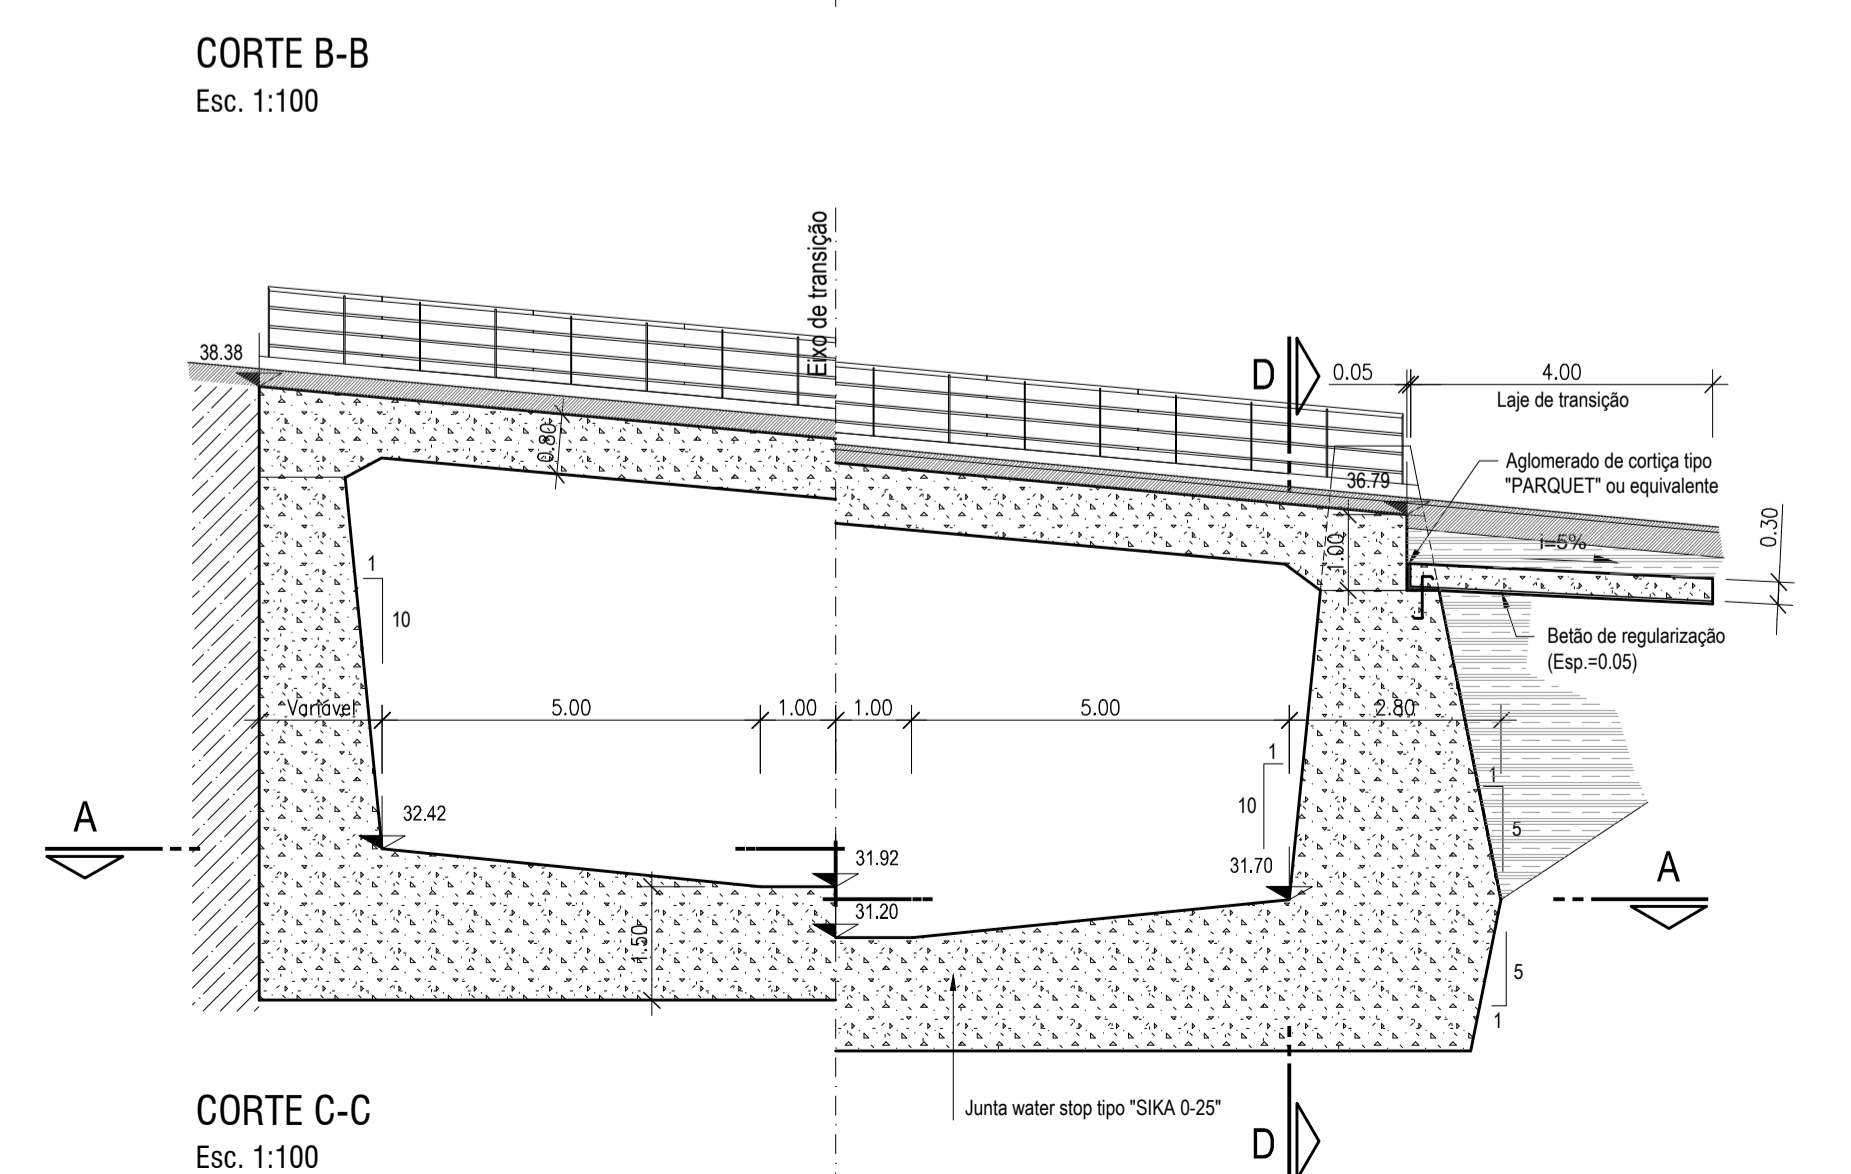 CORTE B-B
Esc. 1:100
Eixo de transição
38.38
D
0.05
4.00
Laje de transição
0.80
36.79
Aglomerado de cortiça tipo
"PARQUET" ou equivalente
1.00
i=5%
0.30
1
10
Betão de regularização
(Esp.=0.05)
Variável
5.00
1.00
1.00
5.00
2.80
1
10
1
5
A
32.42
31.92
31.70
31.20
A
1.50
5
1
Junta water stop tipo "SIKA 0-25"
D
CORTE C-C
Esc. 1:100